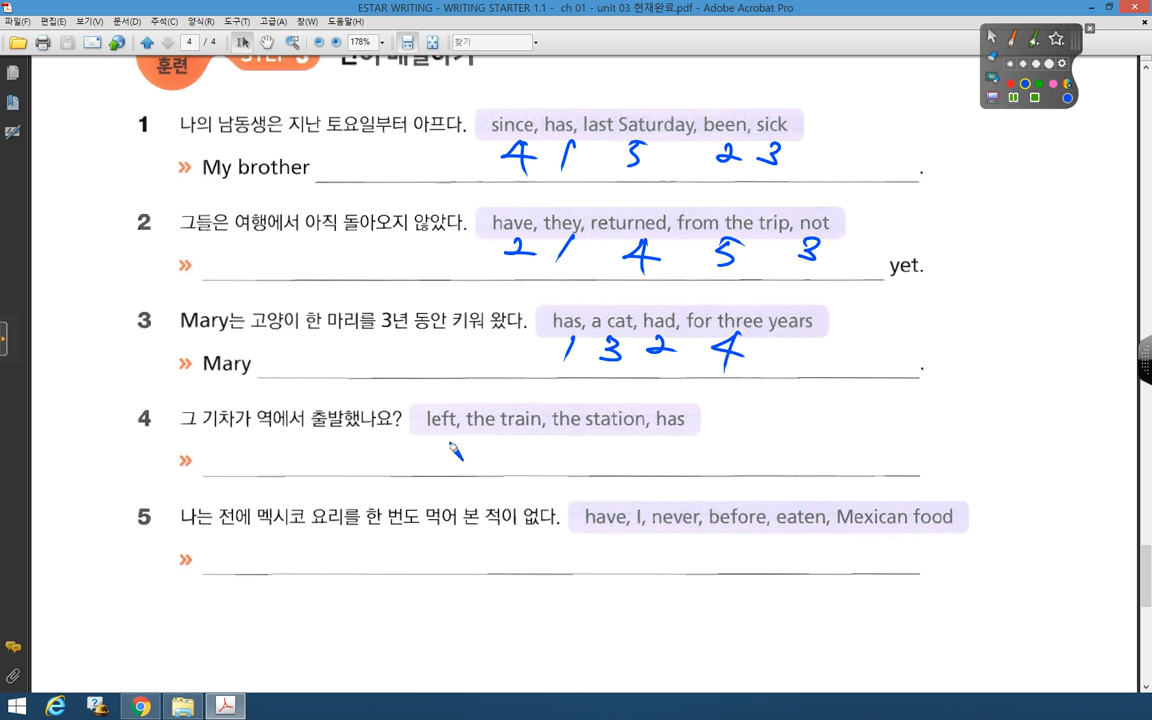 ESTAR WRITING - WRITING STARTER 1.1 - ch 01 - unit 03 현재완료.pdf - Adobe Acrobat Pro
파일(F) 편집(E) 보기(V) 문서(D) 주석(C) 양식(R) 도구(T) 고급(A) 창(W) 도움말(H)
4 / 4 178% 찾기
훈련 STEP 3 단어 배열하기
1 나의 남동생은 지난 토요일부터 아프다. since, has, last Saturday, been, sick
4 1 5 2 3
» My brother .
2 그들은 여행에서 아직 돌아오지 않았다. have, they, returned, from the trip, not
2 1 4 5 3
» yet.
3 Mary는 고양이 한 마리를 3년 동안 키워 왔다. has, a cat, had, for three years
1 3 2 4
» Mary .
4 그 기차가 역에서 출발했나요? left, the train, the station, has
»
5 나는 전에 멕시코 요리를 한 번도 먹어 본 적이 없다. have, I, never, before, eaten, Mexican food
»